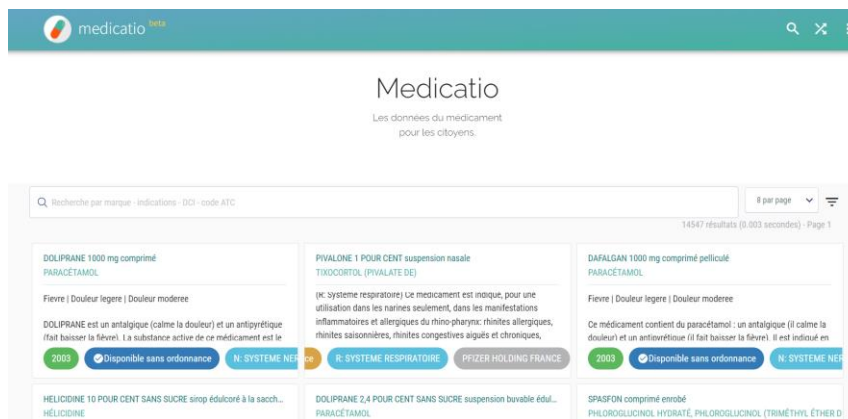 medicatio beta
Medicatio
Les données du médicament
pour les citoyens.
Recherche par marque - indications - DCI - code ATC
par page
14547 résultats (0.003 secondes) - Page 1
DOLIPRANE 1000 mg comprimé
PARACÉTAMOL
Fievre | Douleur legere | Douleur moderee
DOLIPRANE est un antalgique (calme la douleur) et un antipyrétique
(fait baisser la fièvre). La substance active de ce médicament est le
2003
Disponible sans ordonnance
N: SYSTEME NER
PIVALONE 1 POUR CENT suspension nasale
TIXOCORTOL (PIVALATE DE)
(R: Systeme respiratoire) Ce medicament est indiqué, pour une
utilisation dans les narines seulement, dans les manifestations
inflammatoires et allergiques du rhino-pharynx: rhinites allergiques,
rhinites saisonnières, rhinites congestives aiguës et chroniques,
ce
R: SYSTEME RESPIRATOIRE
PFIZER HOLDING FRANCE
DAFALGAN 1000 mg comprimé pelliculé
PARACÉTAMOL
Fievre | Douleur legere | Douleur moderee
Ce médicament contient du paracétamol : un antalgique (il calme la
douleur) et un antipyrétique (il fait baisser la fièvre). Il est indiqué en
2003
Disponible sans ordonnance
N: SYSTEME NER
HELICIDINE 10 POUR CENT SANS SUCRE sirop édulcoré à la sacch...
HÉLICIDINE
DOLIPRANE 2,4 POUR CENT SANS SUCRE suspension buvable édul...
PARACÉTAMOL
SPASFON comprimé enrobé
PHLOROGLUCINOL HYDRATÉ, PHLOROGLUCINOL (TRIMÉTHYL ÉTHER D